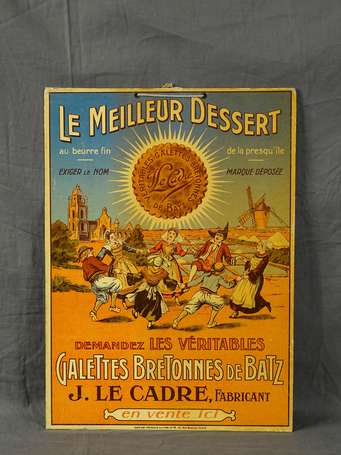 LE MEILLEUR DESSERT
au beurre fin
de la presqu'île
EXIGER LE NOM
MARQUE DÉPOSÉE
DEMANDEZ LES VÉRITABLES
GALETTES BRETONNES DE BATZ
J. LE CADRE, FABRICANT
en vente ici